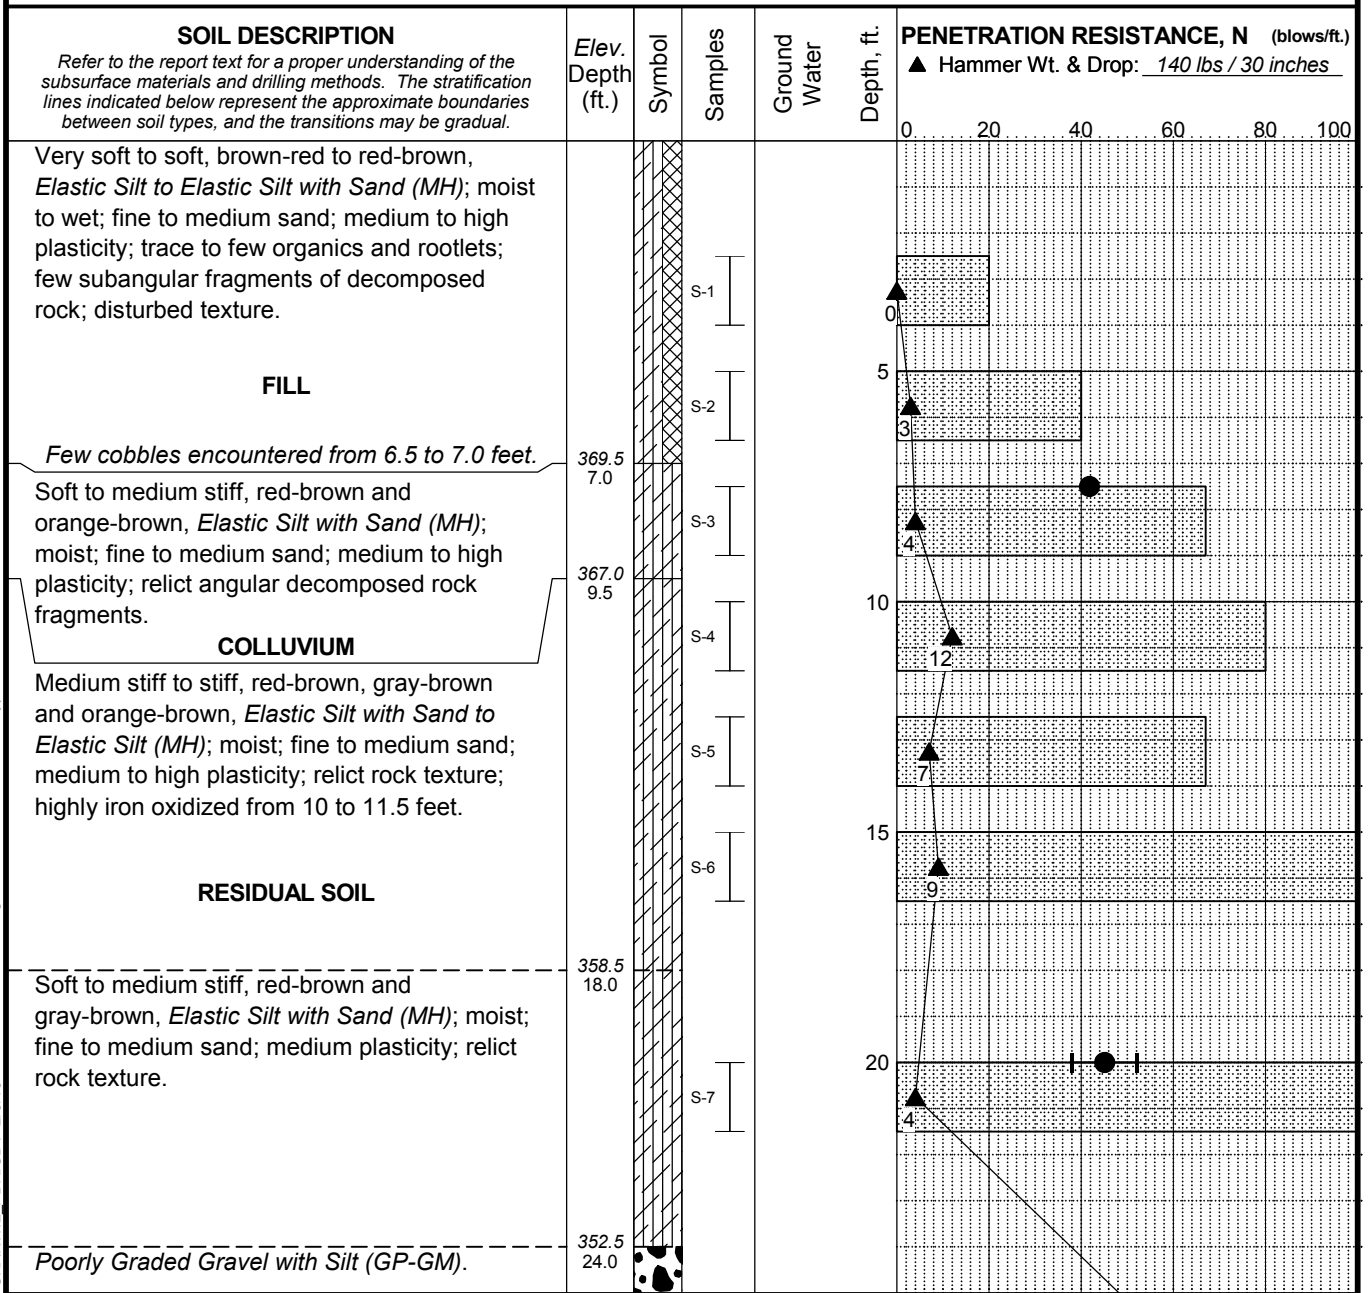 SOIL DESCRIPTION
Refer to the report text for a proper understanding of the
subsurface materials and drilling methods. The stratification
lines indicated below represent the approximate boundaries
between soil types, and the transitions may be gradual.
Elev.
Depth
(ft.)
Symbol
Samples
Ground
Water
Depth, ft.
PENETRATION RESISTANCE, N (blows/ft.)
▲ Hammer Wt. & Drop: 140 lbs / 30 inches
0 20 40 60 80 100
Very soft to soft, brown-red to red-brown,
Elastic Silt to Elastic Silt with Sand (MH); moist
to wet; fine to medium sand; medium to high
plasticity; trace to few organics and rootlets;
few subangular fragments of decomposed
rock; disturbed texture.
S-1
0
5
FILL
S-2
3
Few cobbles encountered from 6.5 to 7.0 feet.
369.5
7.0
Soft to medium stiff, red-brown and
orange-brown, Elastic Silt with Sand (MH);
moist; fine to medium sand; medium to high
plasticity; relict angular decomposed rock
fragments.
S-3
4
367.0
9.5
10
COLLUVIUM
S-4
12
Medium stiff to stiff, red-brown, gray-brown
and orange-brown, Elastic Silt with Sand to
Elastic Silt (MH); moist; fine to medium sand;
medium to high plasticity; relict rock texture;
highly iron oxidized from 10 to 11.5 feet.
S-5
7
15
S-6
9
RESIDUAL SOIL
358.5
18.0
Soft to medium stiff, red-brown and
gray-brown, Elastic Silt with Sand (MH); moist;
fine to medium sand; medium plasticity; relict
rock texture.
20
S-7
4
352.5
24.0
Poorly Graded Gravel with Silt (GP-GM).